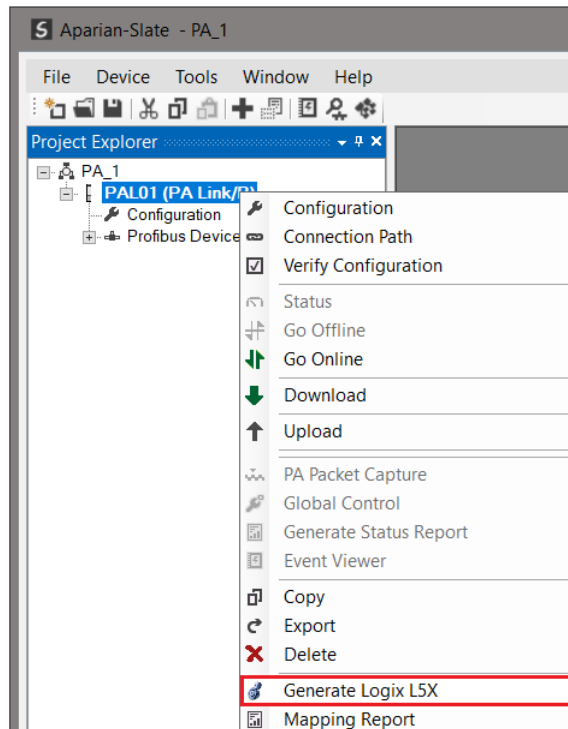 Aparian-Slate - PA_1
File Device Tools Window Help
Project Explorer
PA_1
PAL01 (PA Link/B)
Configuration
Profibus Device
Configuration
Connection Path
Verify Configuration
Status
Go Offline
Go Online
Download
Upload
PA Packet Capture
Global Control
Generate Status Report
Event Viewer
Copy
Export
Delete
Generate Logix L5X
Mapping Report